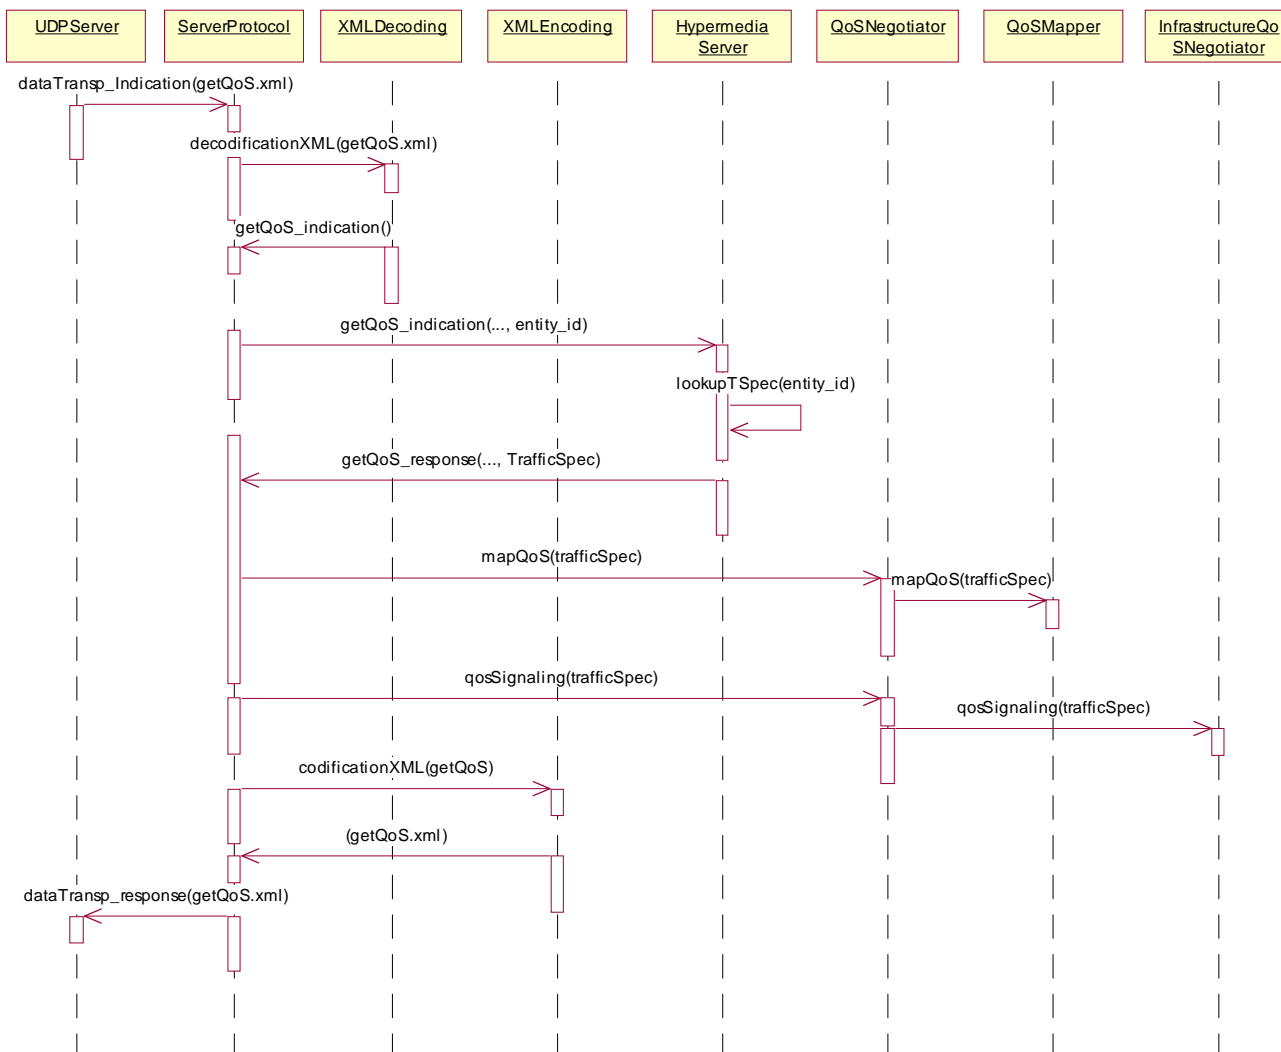 UDPServer
ServerProtocol
XMLDecoding
XMLEncoding
Hypermedia
Server
QoSNegotiator
QoSMapper
InfrastructureQo
SNegotiator
dataTransp_Indication(getQoS.xml)
decodificationXML(getQoS.xml)
getQoS_indication()
getQoS_indication(..., entity_id)
lookupTSpec(entity_id)
getQoS_response(..., TrafficSpec)
mapQoS(trafficSpec)
mapQoS(trafficSpec)
qosSignaling(trafficSpec)
qosSignaling(trafficSpec)
codificationXML(getQoS)
(getQoS.xml)
dataTransp_response(getQoS.xml)